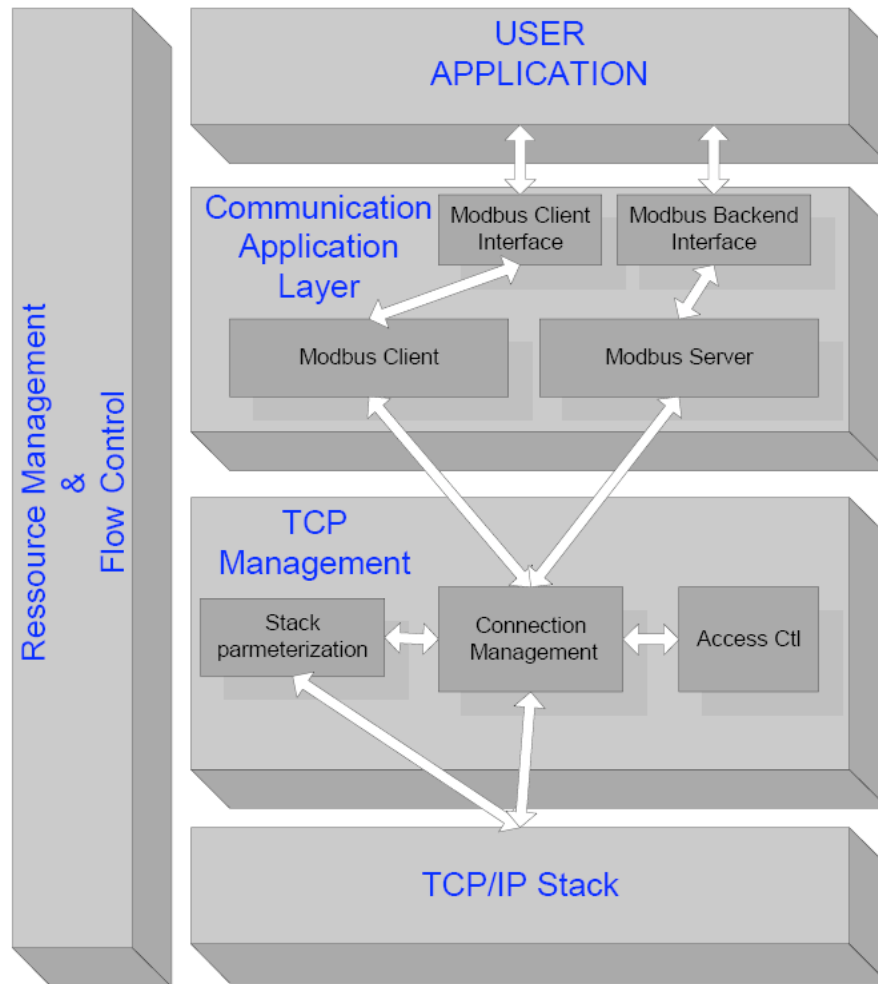 USER
APPLICATION
Communication
Application
Layer
Modbus Client
Interface
Modbus Backend
Interface
Modbus Client
Modbus Server
Ressource Management
&
Flow Control
TCP
Management
Stack
parmeterization
Connection
Management
Access Ctl
TCP/IP Stack